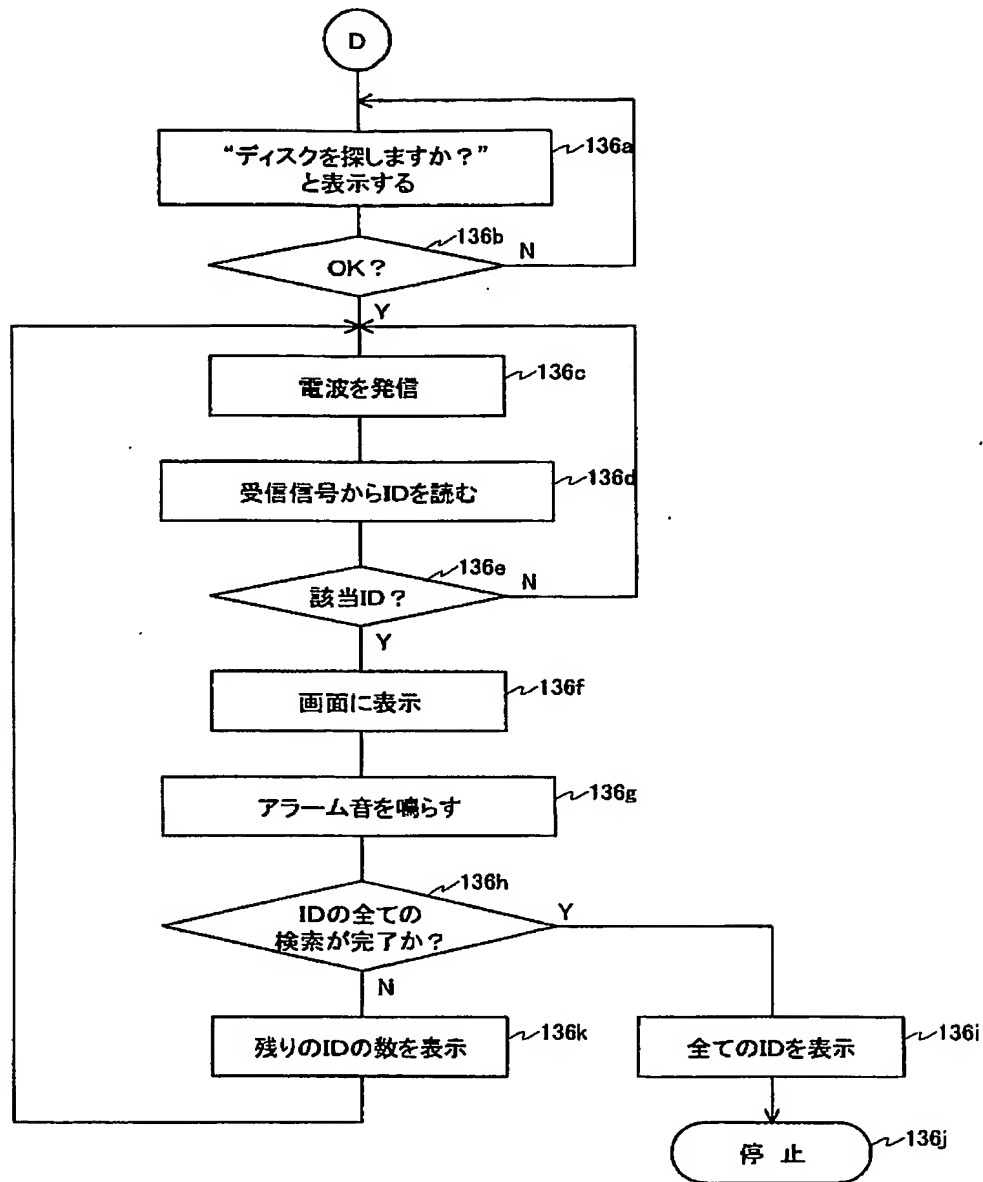 D
“ディスクを探しますか？”
と表示する
136a
136b
OK？
N
Y
電波を発信
136c
受信信号からIDを読む
136d
136e
該当ID？
N
Y
画面に表示
136f
アラーム音を鳴らす
136g
136h
IDの全ての
検索が完了か？
Y
N
残りのIDの数を表示
136k
全てのIDを表示
136i
停 止
136j